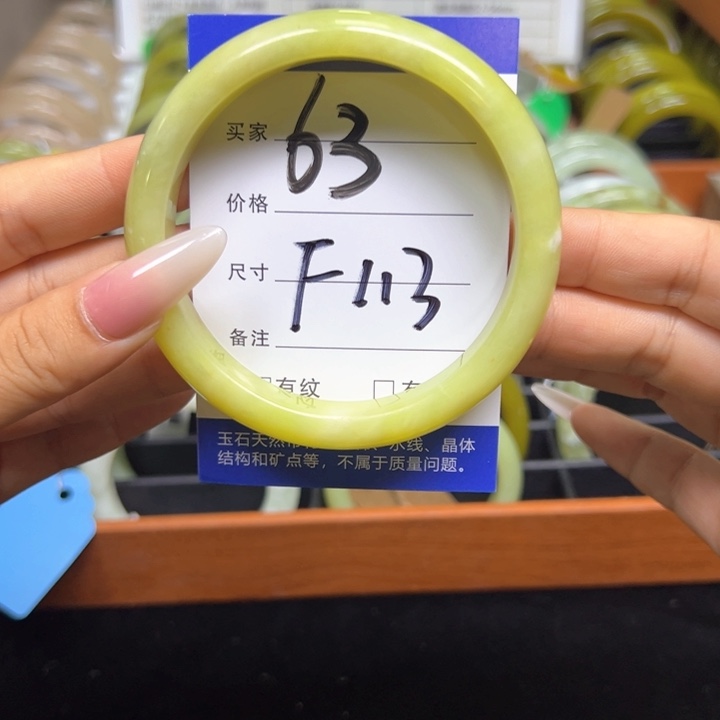 买家 63
价格
尺寸 F113
备注
有纹
玉石天然 水线、晶体
结构和矿点等，不属于质量问题。